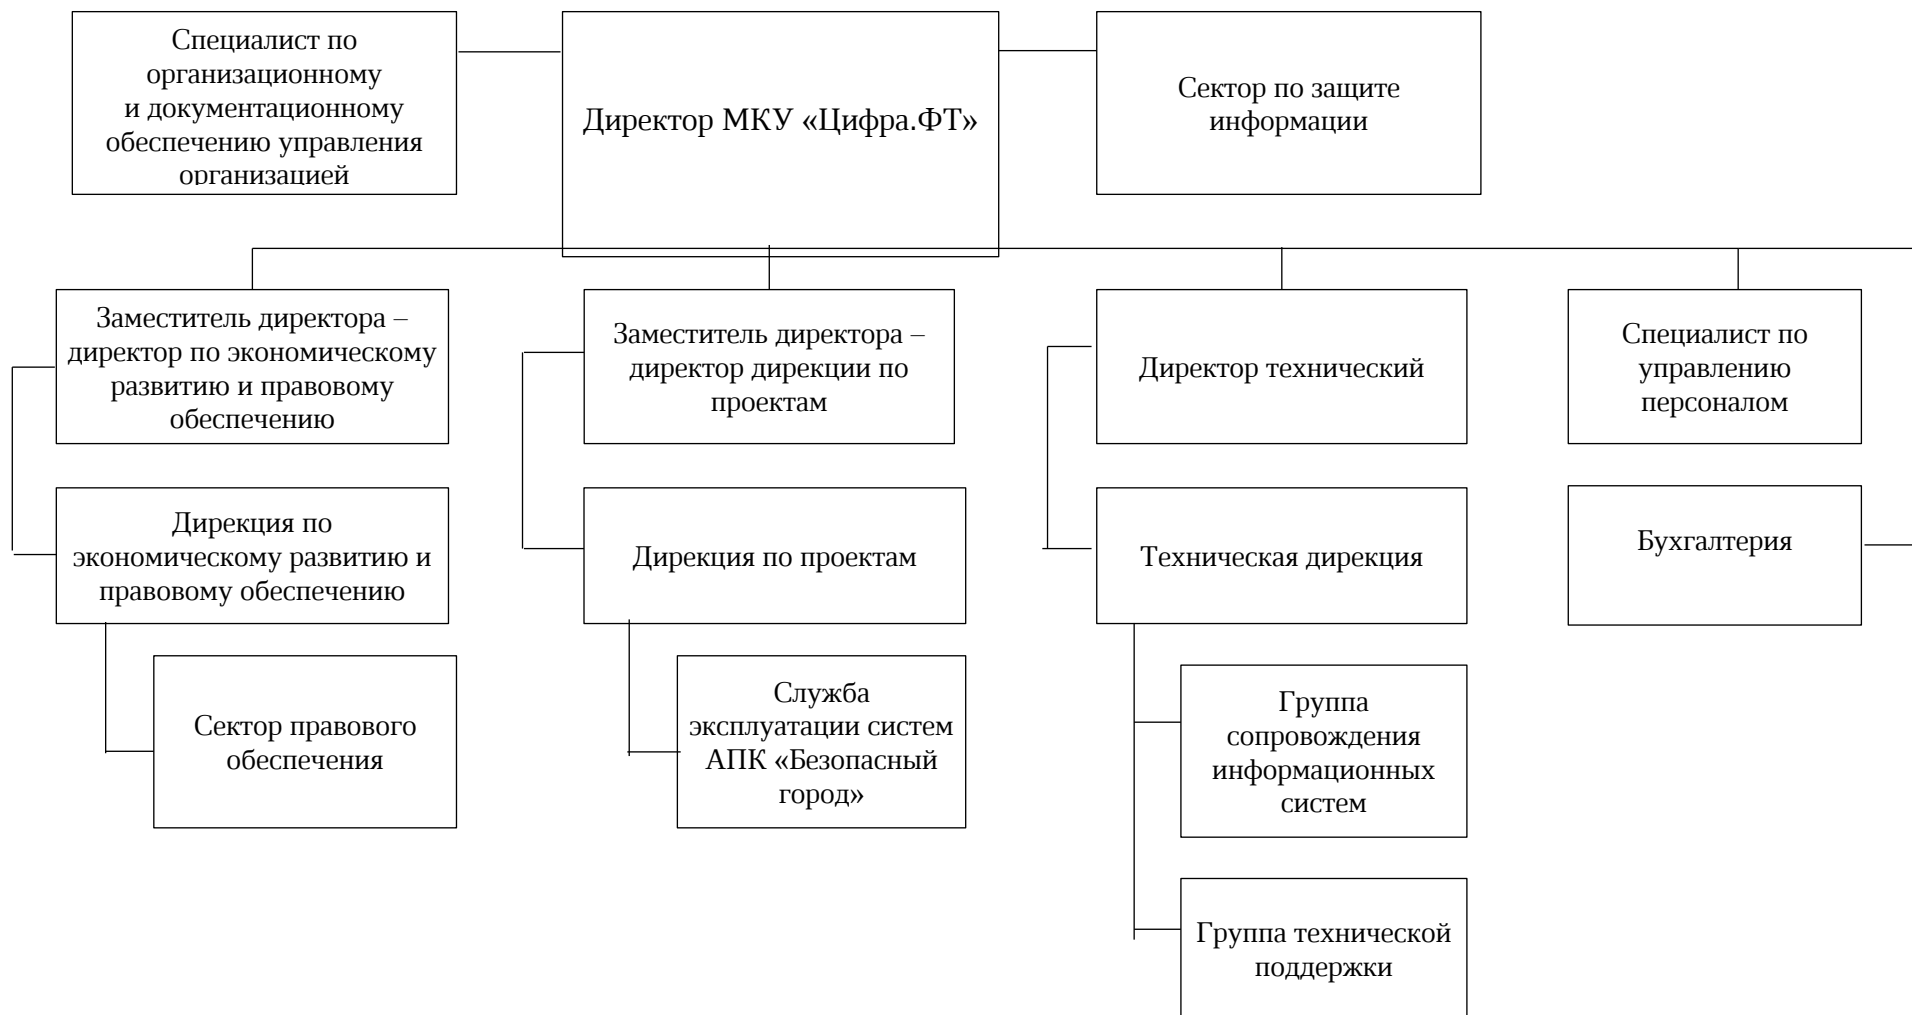 Специалист по
организационному
и документационному
обеспечению управления
организацией
Директор МКУ «Цифра.ФТ»
Сектор по защите
информации
Заместитель директора –
директор по экономическому
развитию и правовому
обеспечению
Заместитель директора –
директор дирекции по
проектам
Директор технический
Специалист по
управлению
персоналом
Дирекция по
экономическому развитию и
правовому обеспечению
Дирекция по проектам
Техническая дирекция
Бухгалтерия
Сектор правового
обеспечения
Служба
эксплуатации систем
АПК «Безопасный
город»
Группа
сопровождения
информационных
систем
Группа технической
поддержки